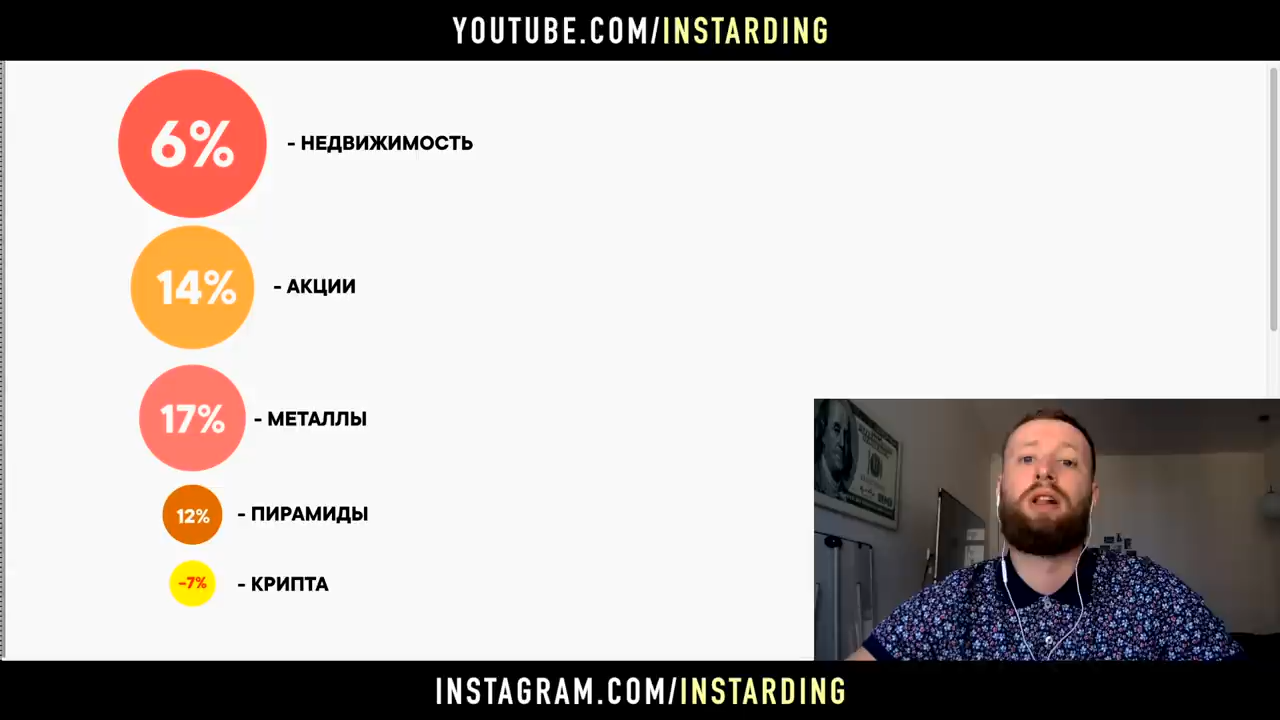 YOUTUBE.COM/INSTARDING
6% - НЕДВИЖИМОСТЬ
14% - АКЦИИ
17% - МЕТАЛЛЫ
12% - ПИРАМИДЫ
-7% - КРИПТА
INSTAGRAM.COM/INSTARDING